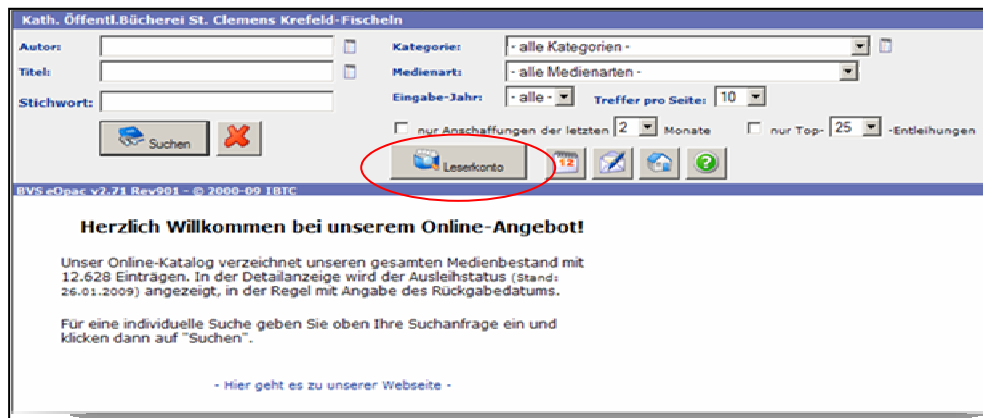 Kath. Öffentl.Bücherei St. Clemens Krefeld-Fischeln
Autor: Kategorie: - alle Kategorien -
Titel: Medienart: - alle Medienarten -
Stichwort: Eingabe-Jahr: - alle - Treffer pro Seite: 10
Suchen nur Anschaffungen der letzten 2 Monate nur Top- 25 -Entleihungen
Leserkonto 12 ?
BVS eOpac v2.71 Rev901 - © 2000-09 IBTC
Herzlich Willkommen bei unserem Online-Angebot!
Unser Online-Katalog verzeichnet unseren gesamten Medienbestand mit
12.628 Einträgen. In der Detailanzeige wird der Ausleihstatus (Stand:
26.01.2009) angezeigt, in der Regel mit Angabe des Rückgabedatums.
Für eine individuelle Suche geben Sie oben Ihre Suchanfrage ein und
klicken dann auf "Suchen".
- Hier geht es zu unserer Webseite -